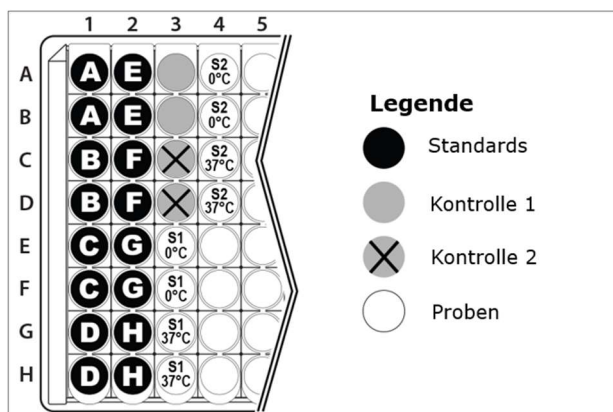 1 2 3 4 5
A A E S2 0°C
B A E S2 0°C
C B F S2 37°C
D B F S2 37°C
E C G S1 0°C
F C G S1 0°C
G D H S1 37°C
H D H S1 37°C
Legende
Standards
Kontrolle 1
Kontrolle 2
Proben